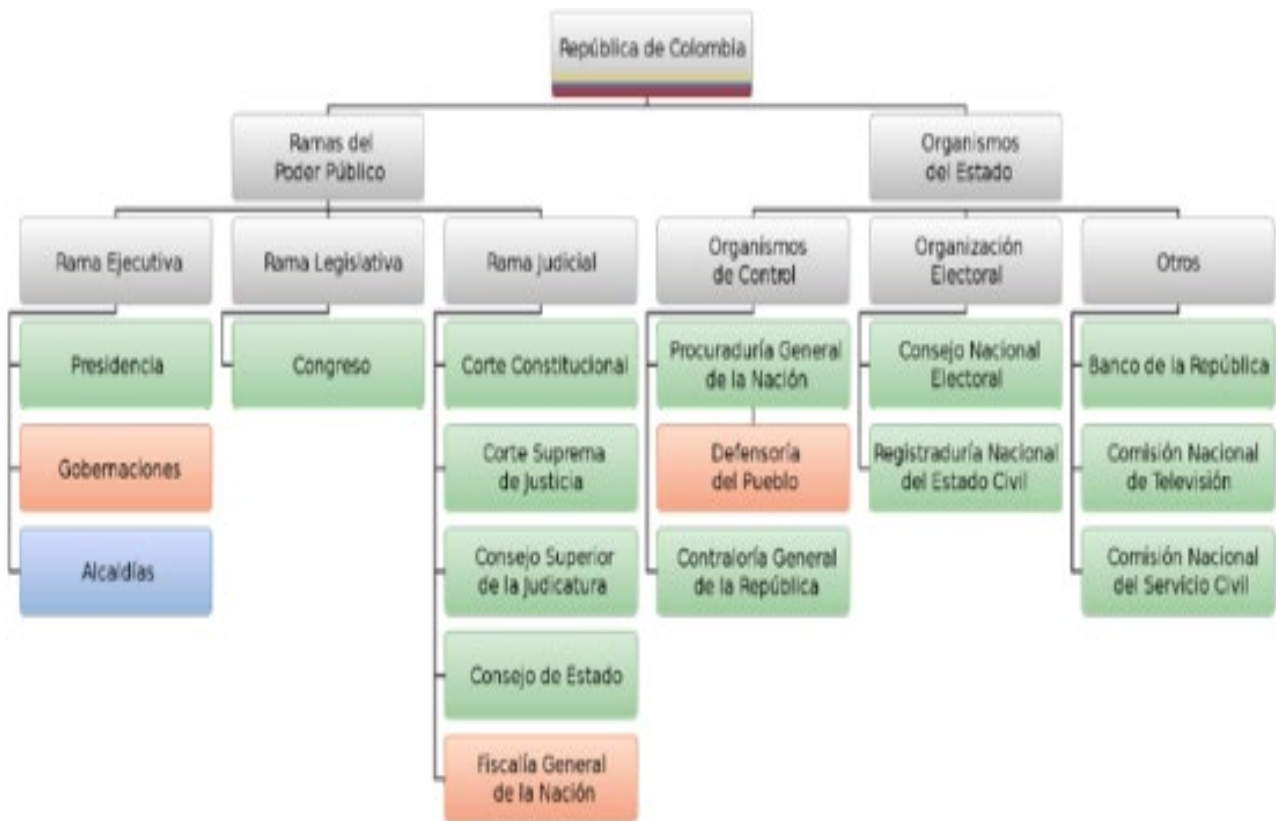 República de Colombia
Ramas del
Poder Público
Organismos
del Estado
Rama Ejecutiva
Rama Legislativa
Rama Judicial
Organismos
de Control
Organización
Electoral
Otros
Presidencia
Gobernaciones
Alcaldías
Congreso
Corte Constitucional
Corte Suprema
de Justicia
Consejo Superior
de la Judicatura
Consejo de Estado
Fiscalía General
de la Nación
Procuraduría General
de la Nación
Defensoría
del Pueblo
Contraloría General
de la República
Consejo Nacional
Electoral
Registraduría Nacional
del Estado Civil
Banco de la República
Comisión Nacional
de Televisión
Comisión Nacional
del Servicio Civil